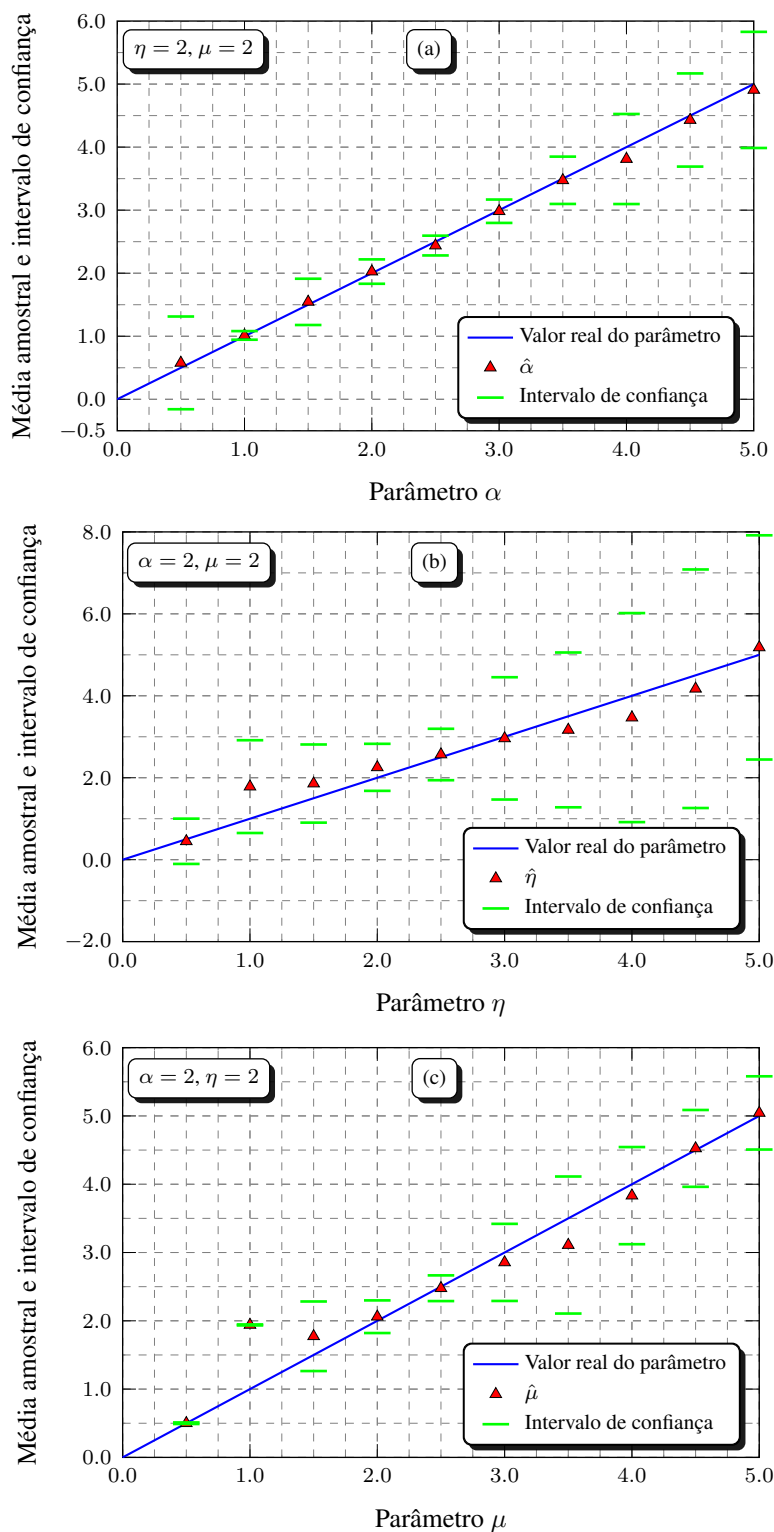 η = 2, μ = 2
(a)
Média amostral e intervalo de confiança
6.0
5.0
4.0
3.0
2.0
1.0
0.0
−0.5
Valor real do parâmetro
α̂
Intervalo de confiança
0.0 1.0 2.0 3.0 4.0 5.0
Parâmetro α
α = 2, μ = 2
(b)
Média amostral e intervalo de confiança
8.0
6.0
4.0
2.0
0.0
−2.0
Valor real do parâmetro
η̂
Intervalo de confiança
0.0 1.0 2.0 3.0 4.0 5.0
Parâmetro η
α = 2, η = 2
(c)
Média amostral e intervalo de confiança
6.0
5.0
4.0
3.0
2.0
1.0
0.0
Valor real do parâmetro
μ̂
Intervalo de confiança
0.0 1.0 2.0 3.0 4.0 5.0
Parâmetro μ